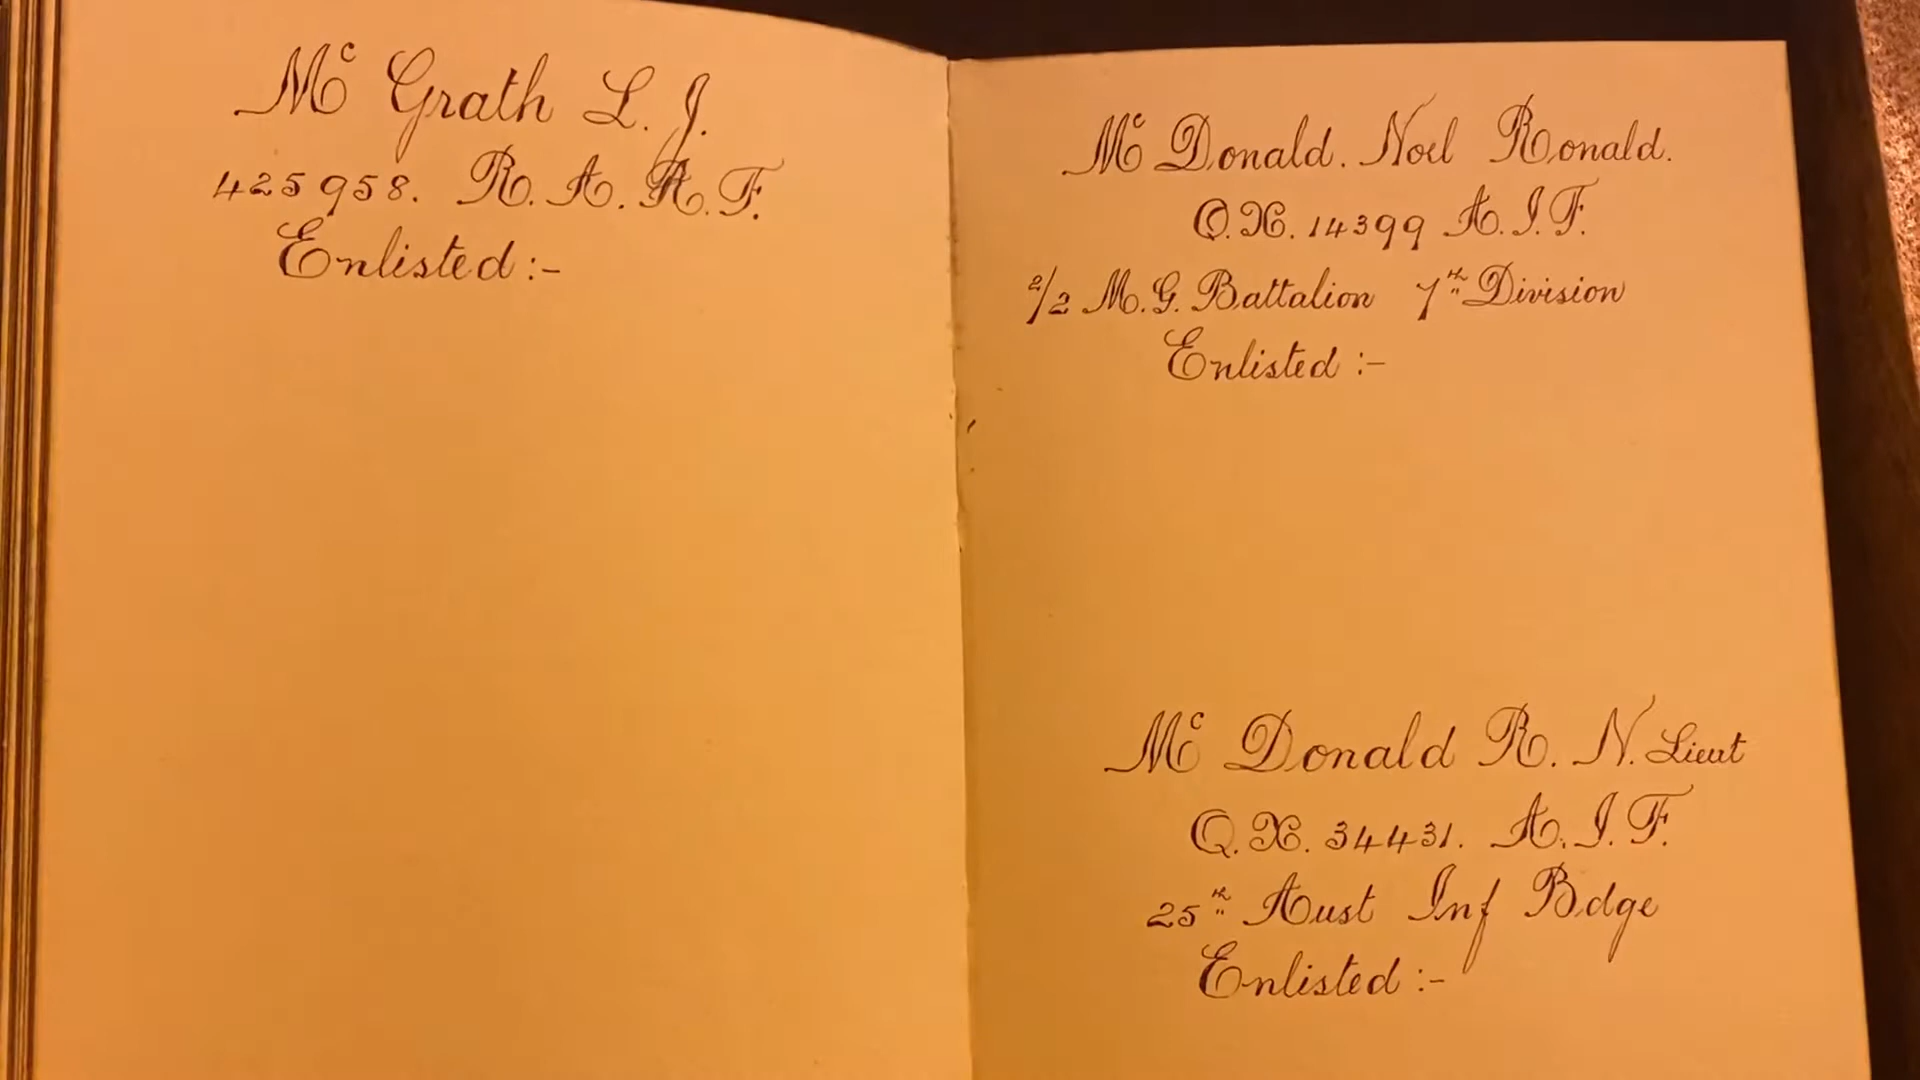 Mc Grath L. J.
425958. R. A. A. F.
Enlisted :-
Mc Donald. Noel Ronald.
Q.X. 14399 A.I.F.
2/2 M.G. Battalion 7th Division
Enlisted :-
Mc Donald R. N. Lieut
Q.X. 34431. A.I.F.
25th Aust Inf Bdge
Enlisted :-